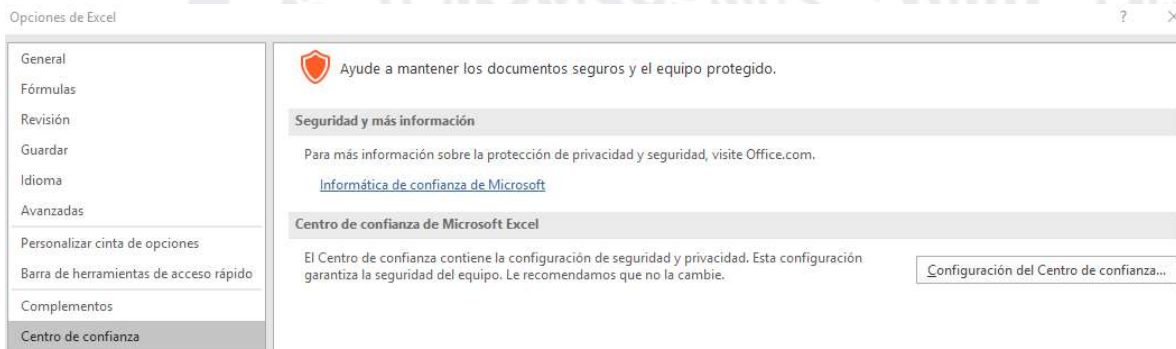 Opciones de Excel
General
Fórmulas
Revisión
Guardar
Idioma
Avanzadas
Personalizar cinta de opciones
Barra de herramientas de acceso rápido
Complementos
Centro de confianza
Ayude a mantener los documentos seguros y el equipo protegido.
Seguridad y más información
Para más información sobre la protección de privacidad y seguridad, visite Office.com.
Informática de confianza de Microsoft
Centro de confianza de Microsoft Excel
El Centro de confianza contiene la configuración de seguridad y privacidad. Esta configuración
garantiza la seguridad del equipo. Le recomendamos que no la cambie.
Configuración del Centro de confianza...